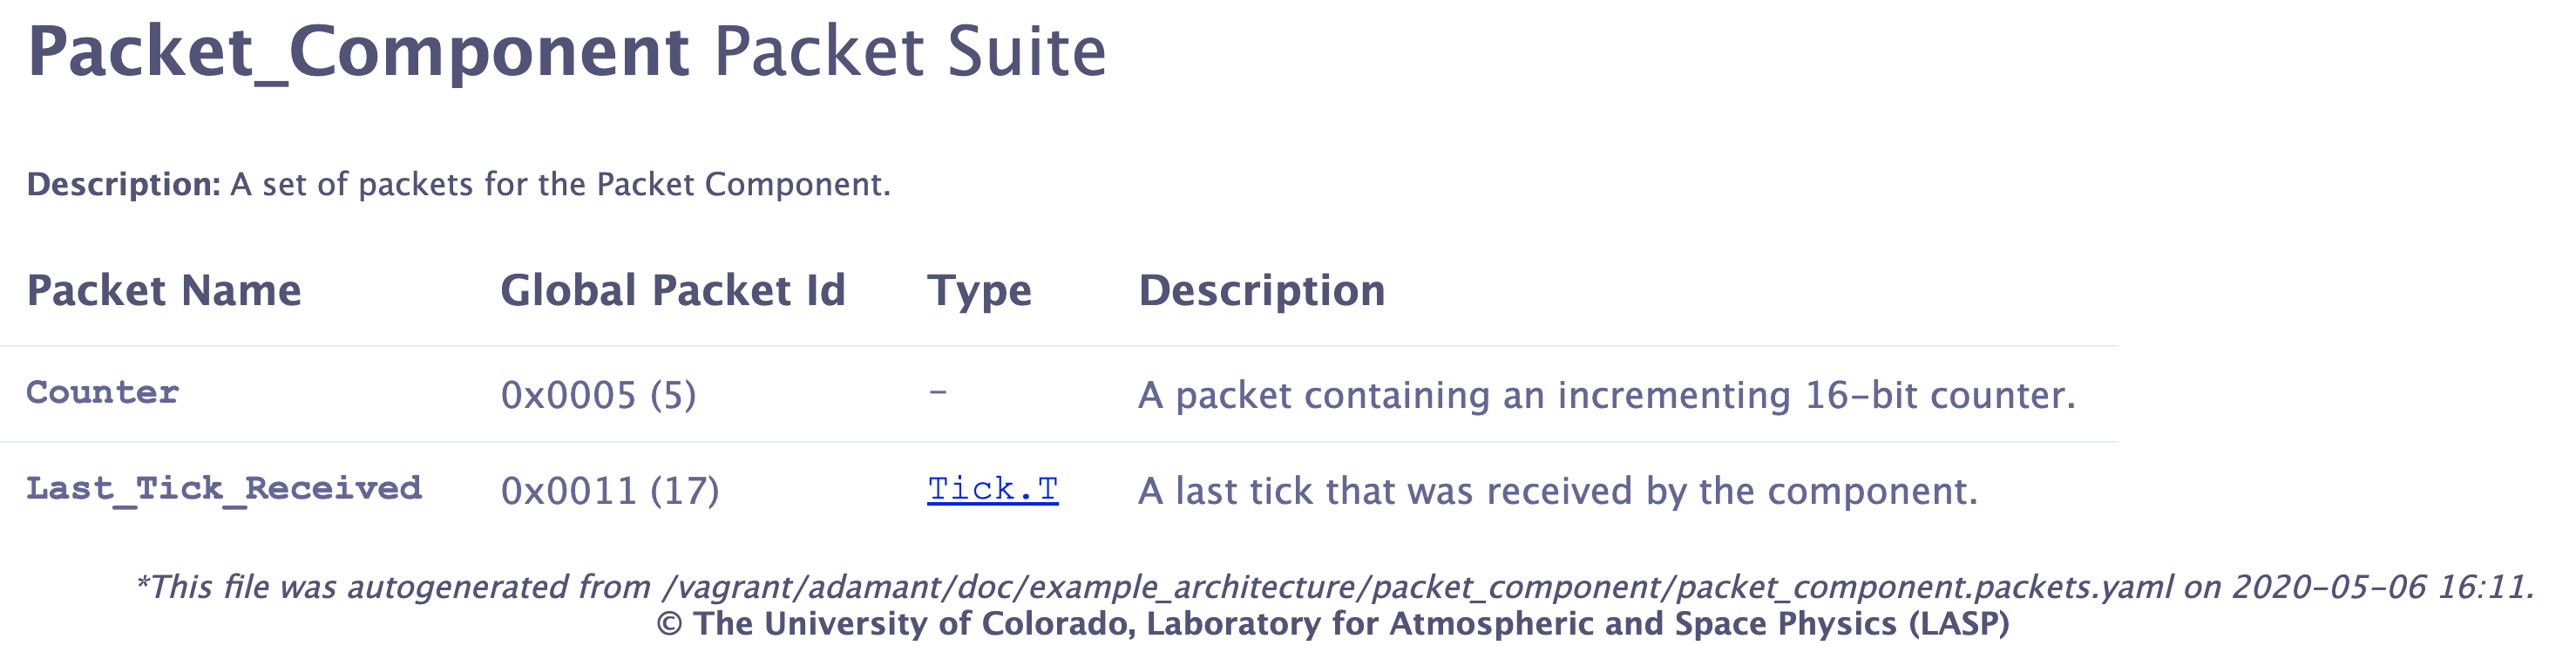 Packet_Component Packet Suite
Description: A set of packets for the Packet Component.
Packet Name Global Packet Id Type Description
Counter 0x0005 (5) - A packet containing an incrementing 16-bit counter.
Last_Tick_Received 0x0011 (17) Tick.T A last tick that was received by the component.
*This file was autogenerated from /vagrant/adamant/doc/example_architecture/packet_component/packet_component.packets.yaml on 2020-05-06 16:11.
© The University of Colorado, Laboratory for Atmospheric and Space Physics (LASP)